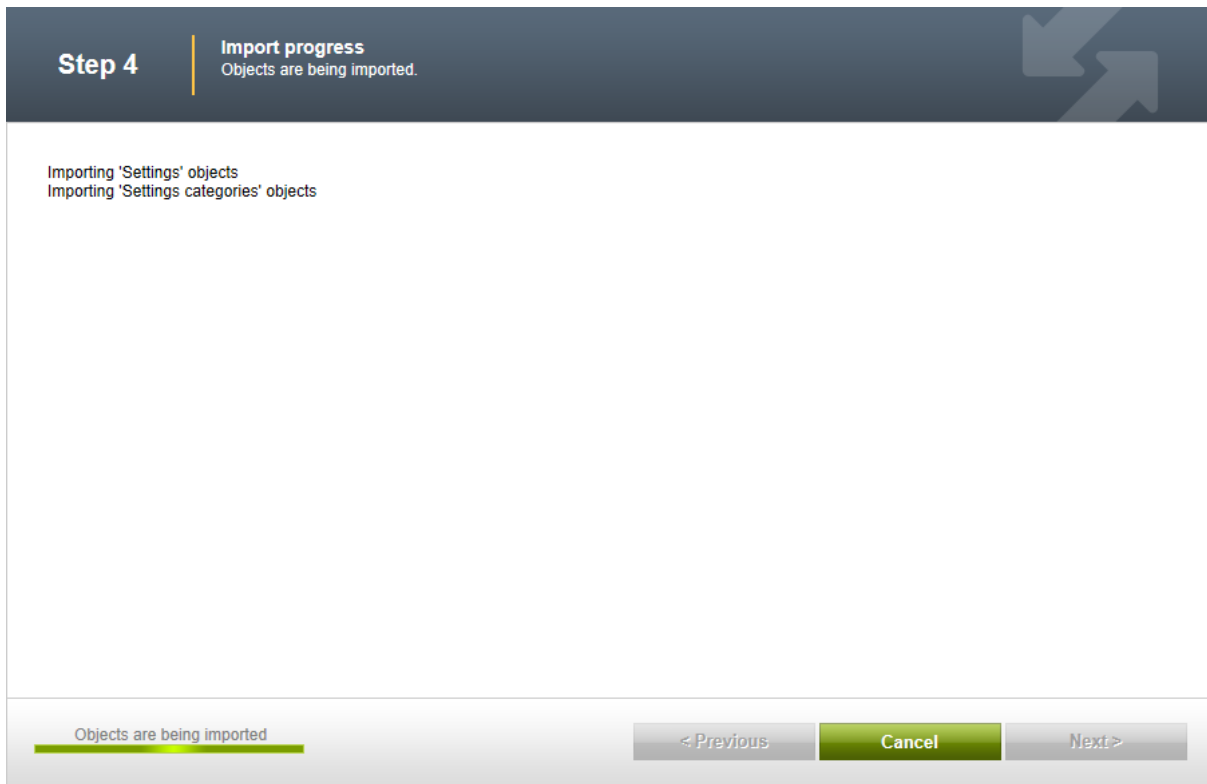 Step 4
Import progress
Objects are being imported.
Importing 'Settings' objects
Importing 'Settings categories' objects
Objects are being imported
< Previous
Cancel
Next >